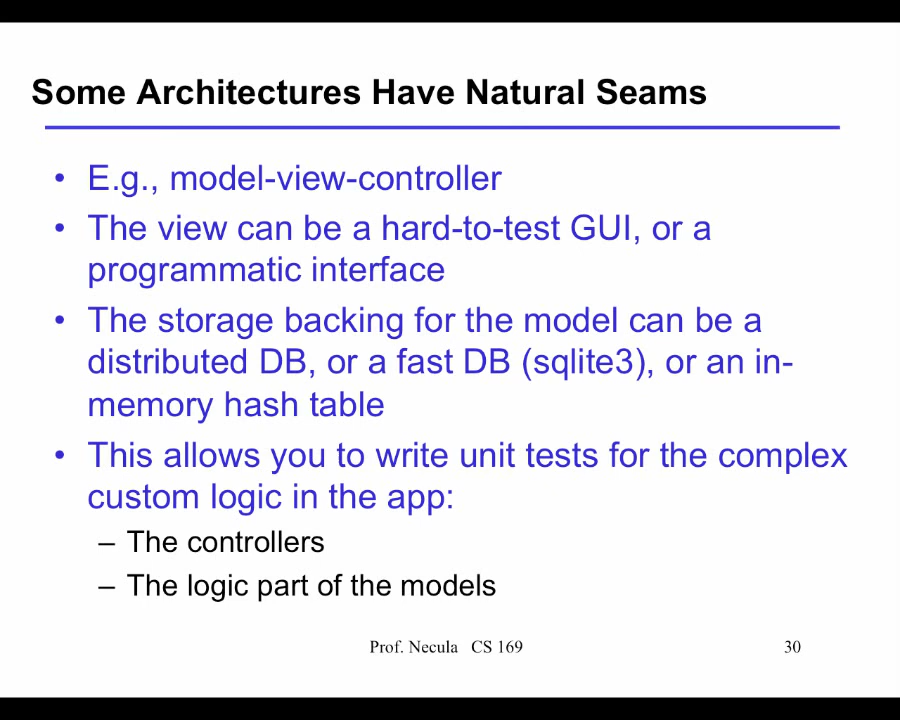 Some Architectures Have Natural Seams
• E.g., model-view-controller
• The view can be a hard-to-test GUI, or a
programmatic interface
• The storage backing for the model can be a
distributed DB, or a fast DB (sqlite3), or an in-
memory hash table
• This allows you to write unit tests for the complex
custom logic in the app:
– The controllers
– The logic part of the models
Prof. Necula CS 169
30